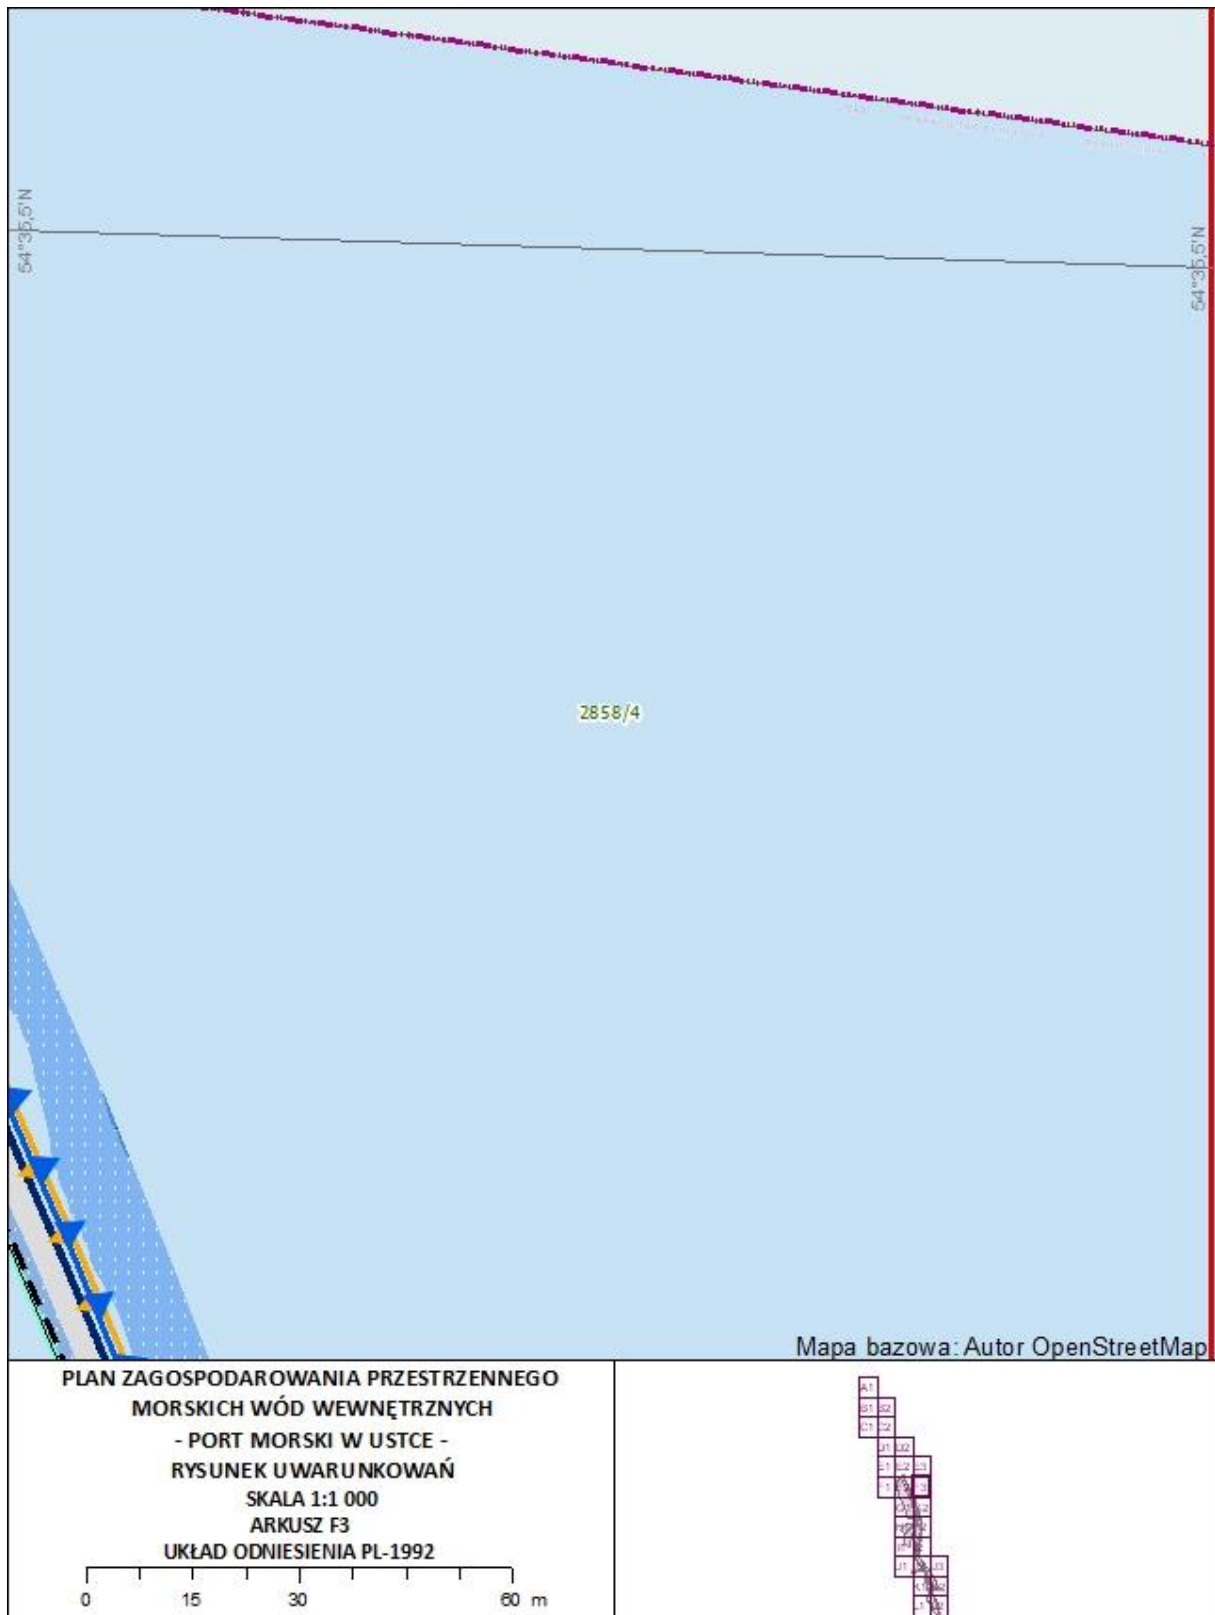 54°35,5'N
54°35,5'N
2858/4
Mapa bazowa: Autor OpenStreetMap
PLAN ZAGOSPODAROWANIA PRZESTRZENNEGO
MORSKICH WÓD WEWNĘTRZNYCH
- PORT MORSKI W USTCE -
RYSUNEK UWARUNKOWAŃ
SKALA 1:1 000
ARKUSZ F3
UKŁAD ODNIESIENIA PL-1992
0 15 30 60 m
A1
B1 B2
C1 C2
D1 D2
E1 E2 E3
F1 F3